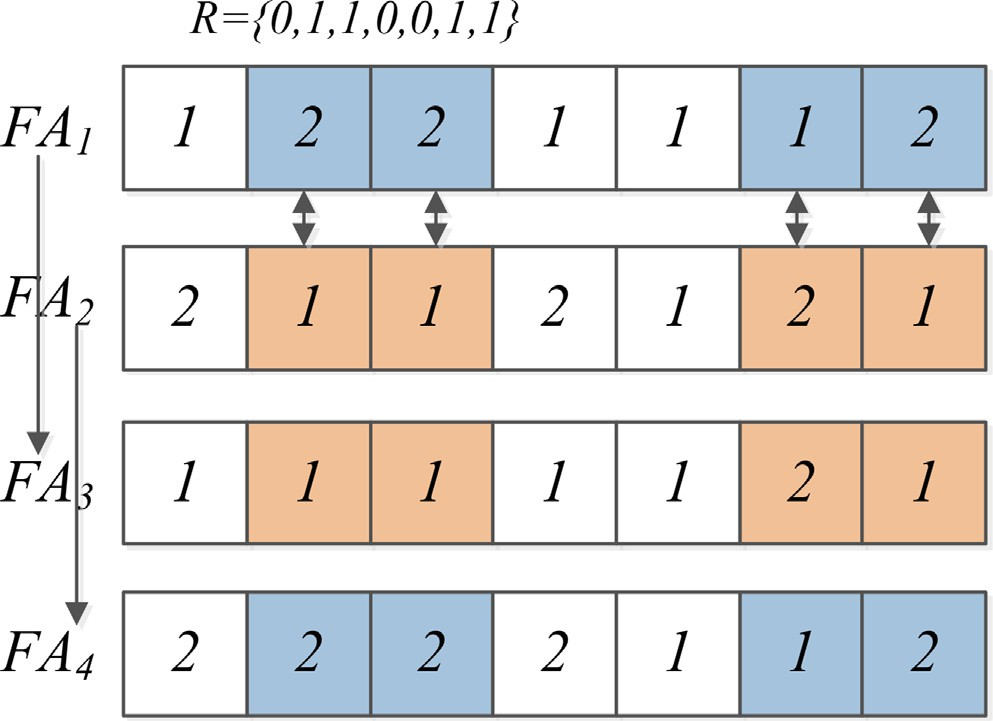 R={0,1,1,0,0,1,1}
FA1 1 2 2 1 1 1 2
FA2 2 1 1 2 1 2 1
FA3 1 1 1 1 1 2 1
FA4 2 2 2 2 1 1 2